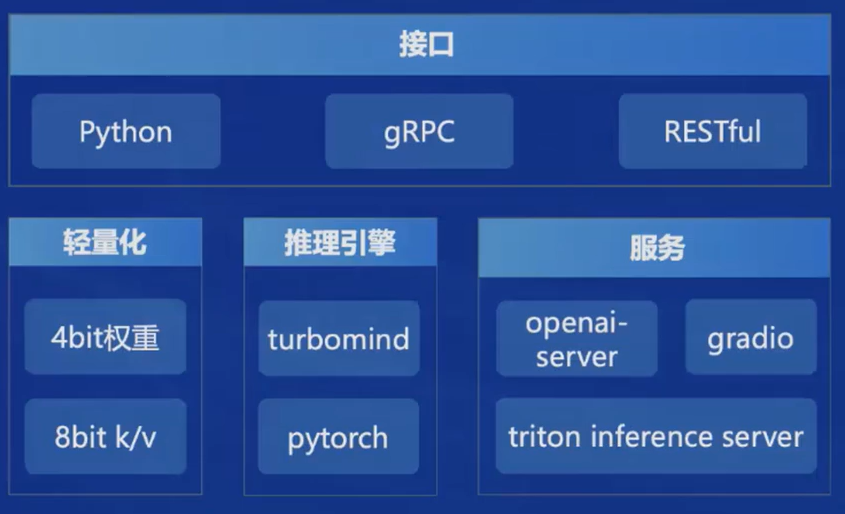 接口
Python
gRPC
RESTful
轻量化
4bit权重
8bit k/v
推理引擎
turbomind
pytorch
服务
openai-
server
gradio
triton inference server